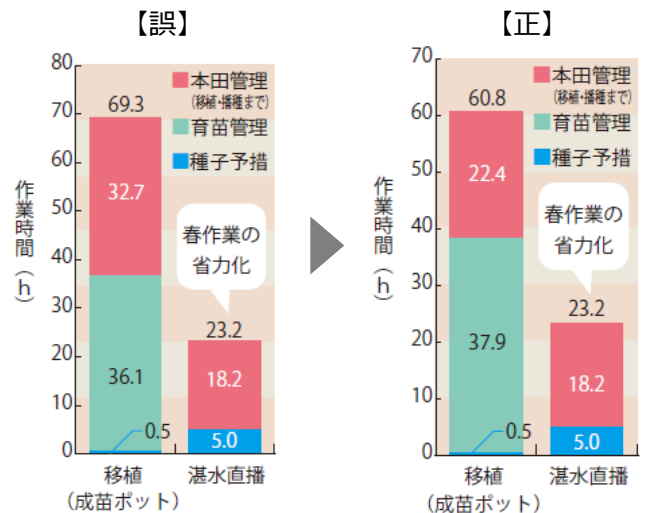 【誤】
80
70
60
50
40
30
20
10
0
作業時間（h）
本田管理
（移植・播種まで）
育苗管理
種子予措
69.3
32.7
36.1
0.5
春作業の
省力化
23.2
18.2
5.0
移植
（成苗ポット）
湛水直播
【正】
70
60
50
40
30
20
10
0
作業時間（h）
本田管理
（移植・播種まで）
育苗管理
種子予措
60.8
22.4
37.9
0.5
春作業の
省力化
23.2
18.2
5.0
移植
（成苗ポット）
湛水直播